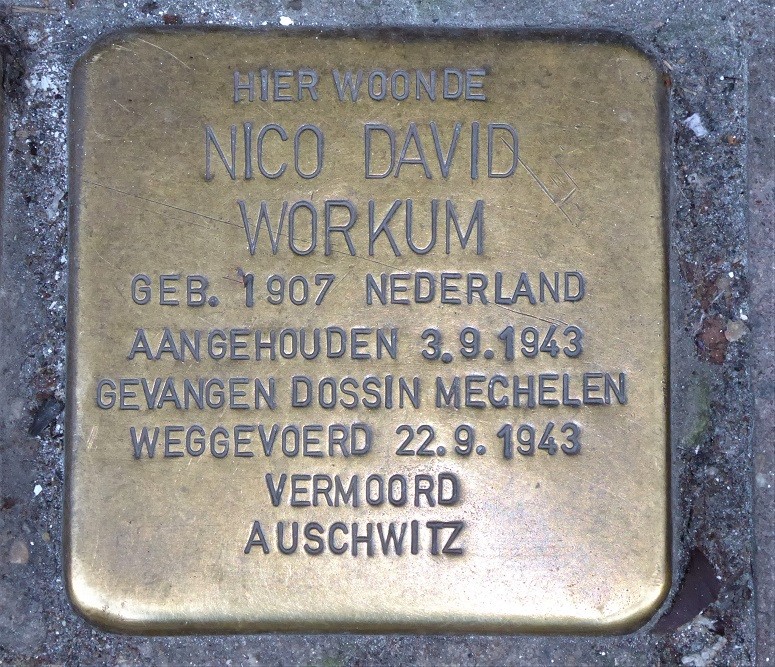 HIER WOONDE
NICO DAVID
WORKUM
GEB. 1907 NEDERLAND
AANGEHOUDEN 3.9.1943
GEVANGEN DOSSIN MECHELEN
WEGGEVOERD 22.9.1943
VERMOORD
AUSCHWITZ